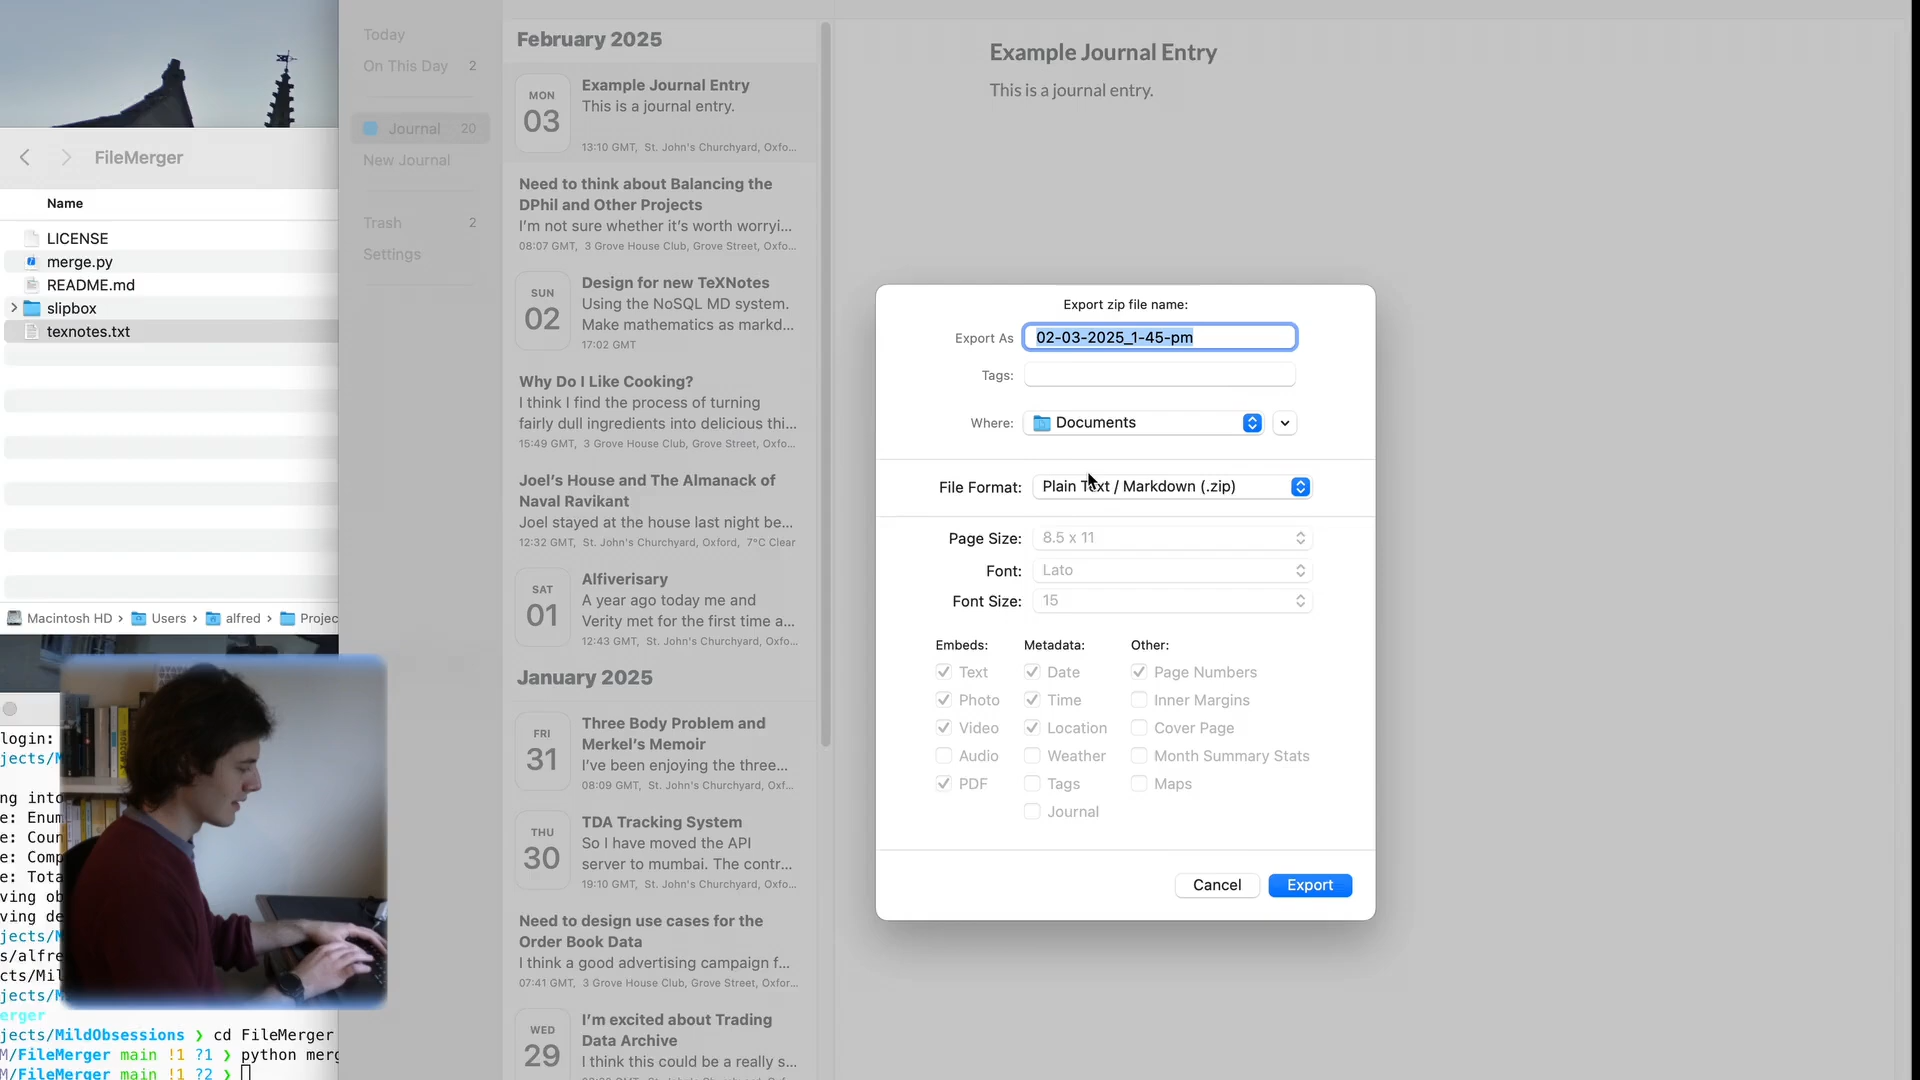 FileMerger
Name
LICENSE
merge.py
README.md
slipbox
texnotes.txt
Macintosh HD
Users
alfred
Projec
login:
jects/M
ng into
e: Enum
e: Coun
e: Comp
e: Tota
ving ob
ving de
jects/M
s/alfre
cts/Mil
jects/M
erger
jects/MildObsessions ❯ cd FileMerger
M/FileMerger main !1 ?1 ❯ python merg
M/FileMerger main !1 ?2 ❯
Today
On This Day 2
Journal 20
New Journal
Trash 2
Settings
February 2025
MON
03
Example Journal Entry
This is a journal entry.
13:10 GMT, St. John's Churchyard, Oxfo...
Need to think about Balancing the
DPhil and Other Projects
I'm not sure whether it's worth worryi...
08:07 GMT, 3 Grove House Club, Grove Street, Oxfo...
SUN
02
Design for new TeXNotes
Using the NoSQL MD system.
Make mathematics as markd...
17:02 GMT
Why Do I Like Cooking?
I think I find the process of turning
fairly dull ingredients into delicious thi...
15:49 GMT, 3 Grove House Club, Grove Street, Oxfo...
Joel's House and The Almanack of
Naval Ravikant
Joel stayed at the house last night be...
12:32 GMT, St. John's Churchyard, Oxford, 7°C Clear
SAT
01
Alfiverisary
A year ago today me and
Verity met for the first time a...
12:43 GMT, St. John's Churchyard, Oxfo...
January 2025
FRI
31
Three Body Problem and
Merkel's Memoir
I've been enjoying the three...
08:09 GMT, St. John's Churchyard, Oxf...
THU
30
TDA Tracking System
So I have moved the API
server to mumbai. The contr...
19:10 GMT, St. John's Churchyard, Oxfo...
Need to design use cases for the
Order Book Data
I think a good advertising campaign f...
07:41 GMT, 3 Grove House Club, Grove Street, Oxfor...
WED
29
I'm excited about Trading
Data Archive
I think this could be a really s...
Example Journal Entry
This is a journal entry.
Export zip file name:
Export As 02-03-2025_1-45-pm
Tags:
Where: Documents
File Format: Plain Text / Markdown (.zip)
Page Size: 8.5 x 11
Font: Lato
Font Size: 15
Embeds: Metadata: Other:
Text Date Page Numbers
Photo Time Inner Margins
Video Location Cover Page
Audio Weather Month Summary Stats
PDF Tags Maps
Journal
Cancel Export